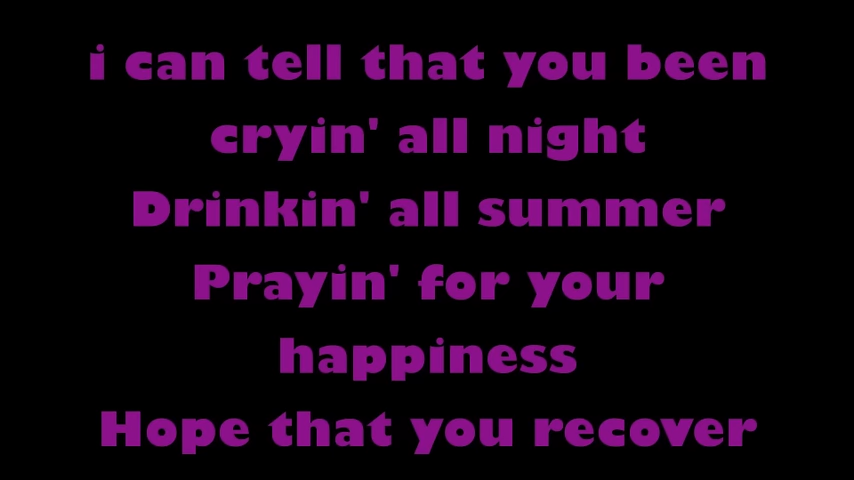 i can tell that you been
cryin' all night
Drinkin' all summer
Prayin' for your
happiness
Hope that you recover